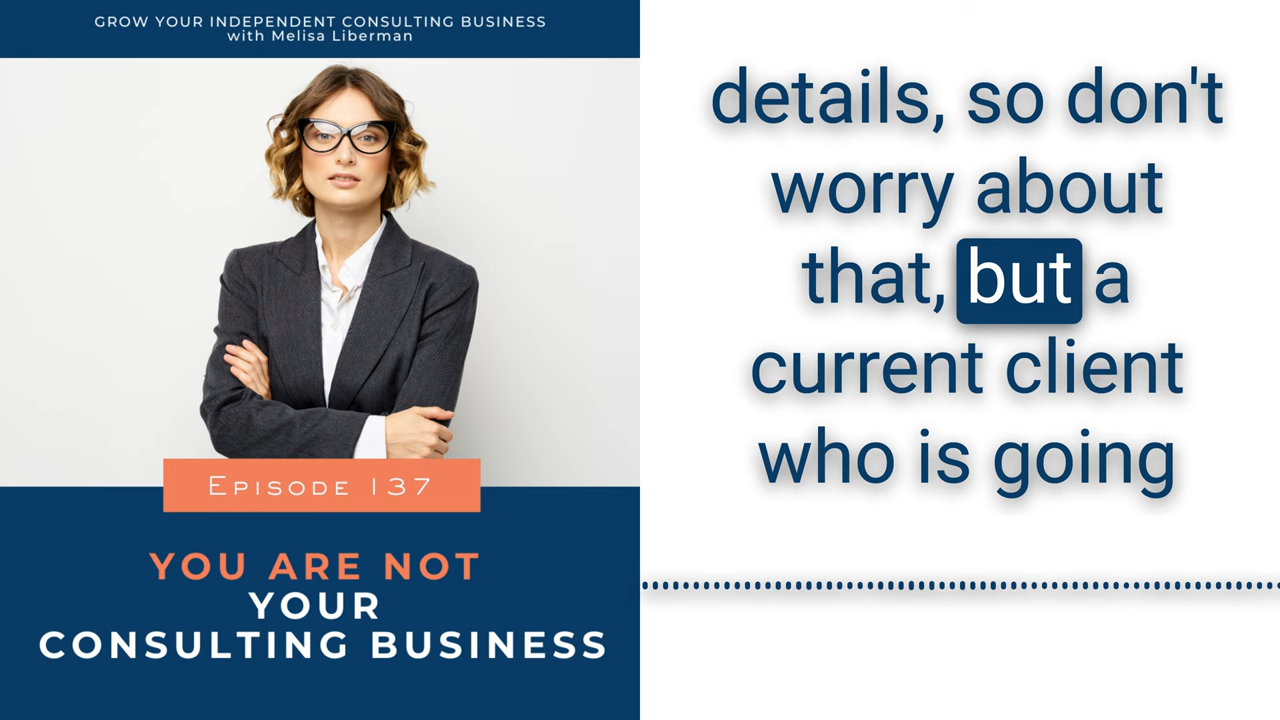 GROW YOUR INDEPENDENT CONSULTING BUSINESS
with Melisa Liberman
EPISODE 137
YOU ARE NOT
YOUR
CONSULTING BUSINESS
details, so don't
worry about
that, but a
current client
who is going